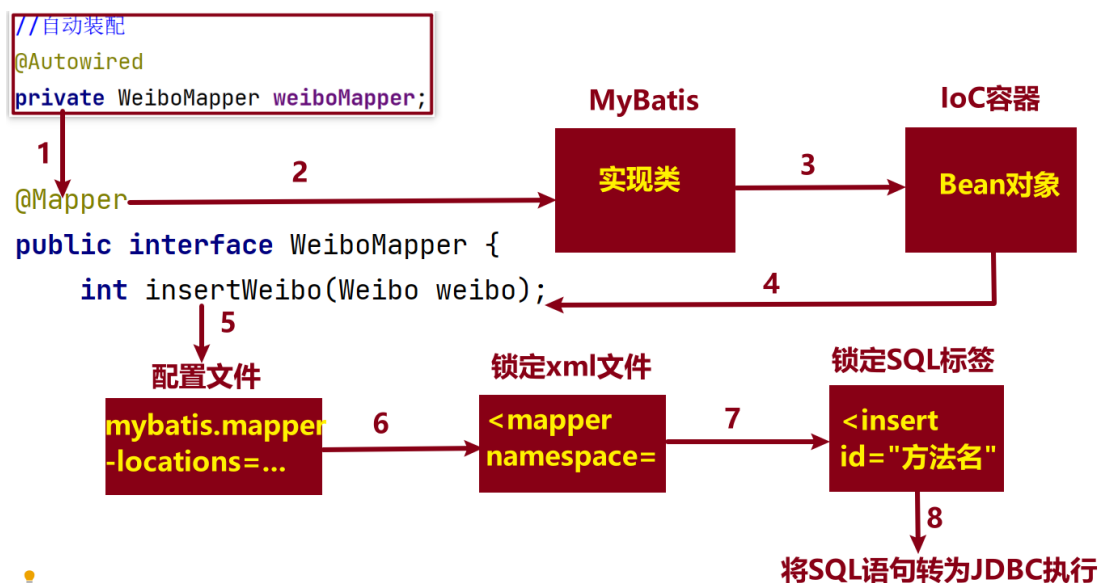 //自动装配
@Autowired
private WeiboMapper weiboMapper;
MyBatis
IoC容器
1
2
3
实现类
Bean对象
@Mapper
public interface WeiboMapper {
int insertWeibo(Weibo weibo);
4
5
配置文件
锁定xml文件
锁定SQL标签
mybatis.mapper
-locations=...
6
<mapper
namespace=
7
<insert
id="方法名"
8
将SQL语句转为JDBC执行